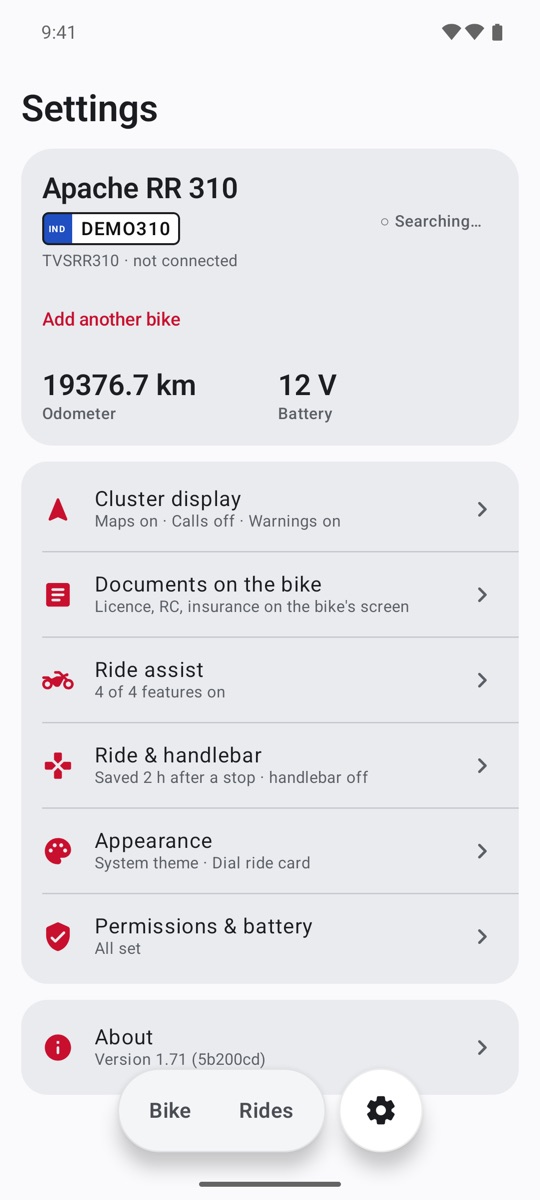 9:41
Settings
Apache RR 310
IND DEMO310
Searching…
TVSRR310 · not connected
Add another bike
19376.7 km 12 V
Odometer Battery
Cluster display
Maps on · Calls off · Warnings on
Documents on the bike
Licence, RC, insurance on the bike's screen
Ride assist
4 of 4 features on
Ride & handlebar
Saved 2 h after a stop · handlebar off
Appearance
System theme · Dial ride card
Permissions & battery
All set
About
Version 1.71 (5b200cd)
Bike Rides